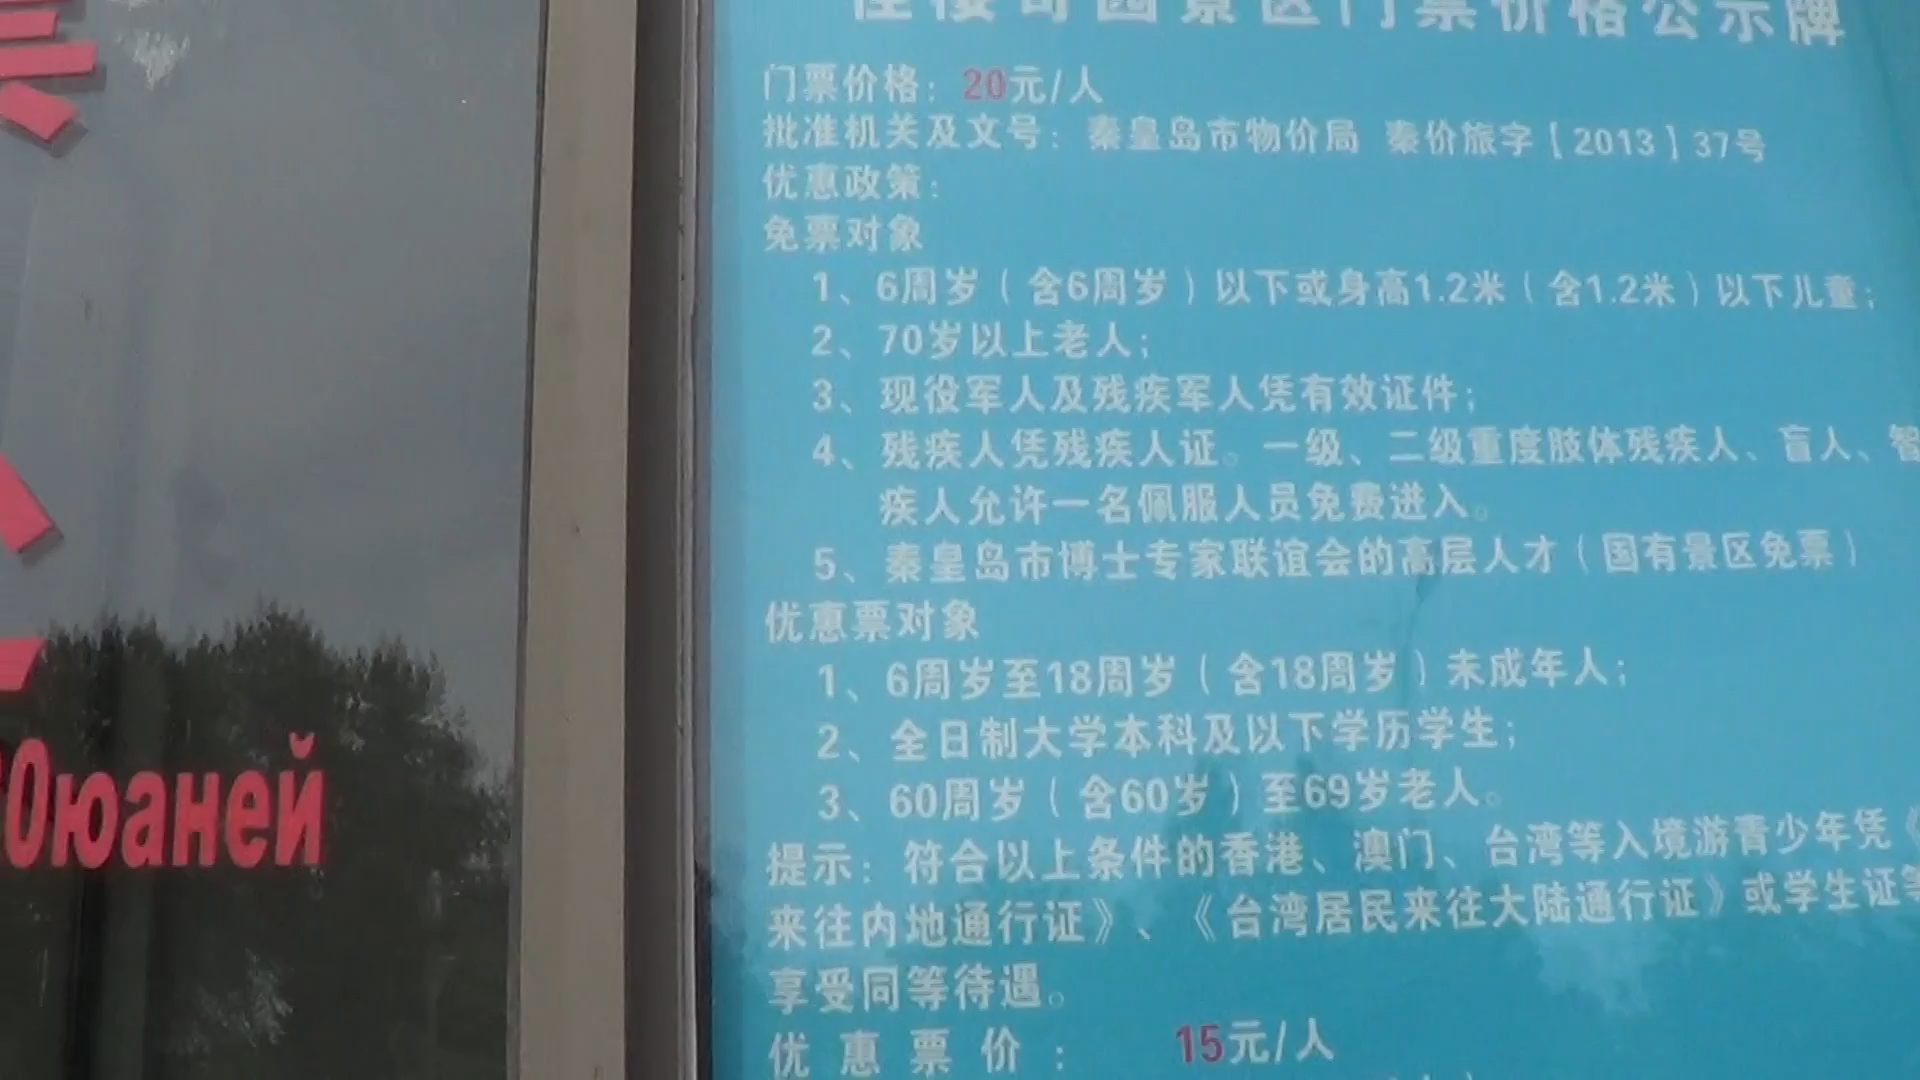 景区门票价格公示牌
门票价格：20元/人
批准机关及文号：秦皇岛市物价局 秦价旅字【2013】37号
优惠政策：
免票对象
1、6周岁（含6周岁）以下或身高1.2米（含1.2米）以下儿童；
2、70岁以上老人；
3、现役军人及残疾军人凭有效证件；
4、残疾人凭残疾人证。一级、二级重度肢体残疾人、盲人、智
疾人允许一名佩服人员免费进入。
5、秦皇岛市博士专家联谊会的高层人才（国有景区免票）
优惠票对象
1、6周岁至18周岁（含18周岁）未成年人；
2、全日制大学本科及以下学历学生；
3、60周岁（含60岁）至69岁老人。
提示：符合以上条件的香港、澳门、台湾等入境游青少年凭《
来往内地通行证》、《台湾居民来往大陆通行证》或学生证等
享受同等待遇。
优惠票价：15元/人
0юаней